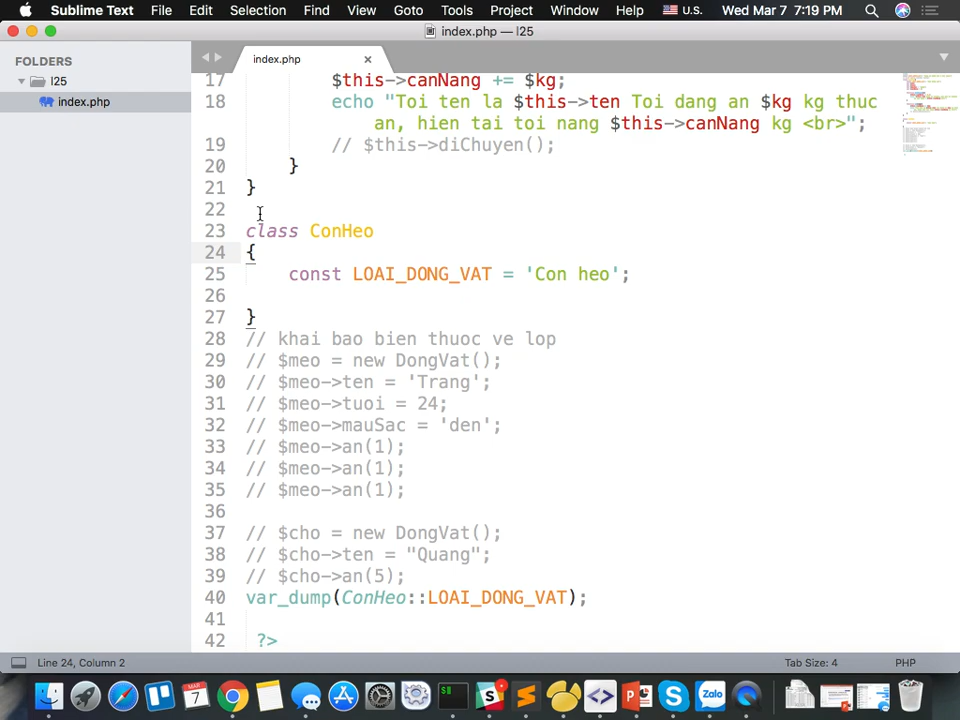 Sublime Text File Edit Selection Find View Goto Tools Project Window Help U.S. Wed Mar 7 7:19 PM
index.php — l25
FOLDERS
l25
index.php
index.php
17 $this->canNang += $kg;
18 echo "Toi ten la $this->ten Toi dang an $kg kg thuc
an, hien tai toi nang $this->canNang kg <br>";
19 // $this->diChuyen();
20 }
21 }
22
23 class ConHeo
24 {
25 const LOAI_DONG_VAT = 'Con heo';
26
27 }
28 // khai bao bien thuoc ve lop
29 // $meo = new DongVat();
30 // $meo->ten = 'Trang';
31 // $meo->tuoi = 24;
32 // $meo->mauSac = 'den';
33 // $meo->an(1);
34 // $meo->an(1);
35 // $meo->an(1);
36
37 // $cho = new DongVat();
38 // $cho->ten = "Quang";
39 // $cho->an(5);
40 var_dump(ConHeo::LOAI_DONG_VAT);
41
42 ?>
Line 24, Column 2 Tab Size: 4 PHP
MAR
7
Zalo